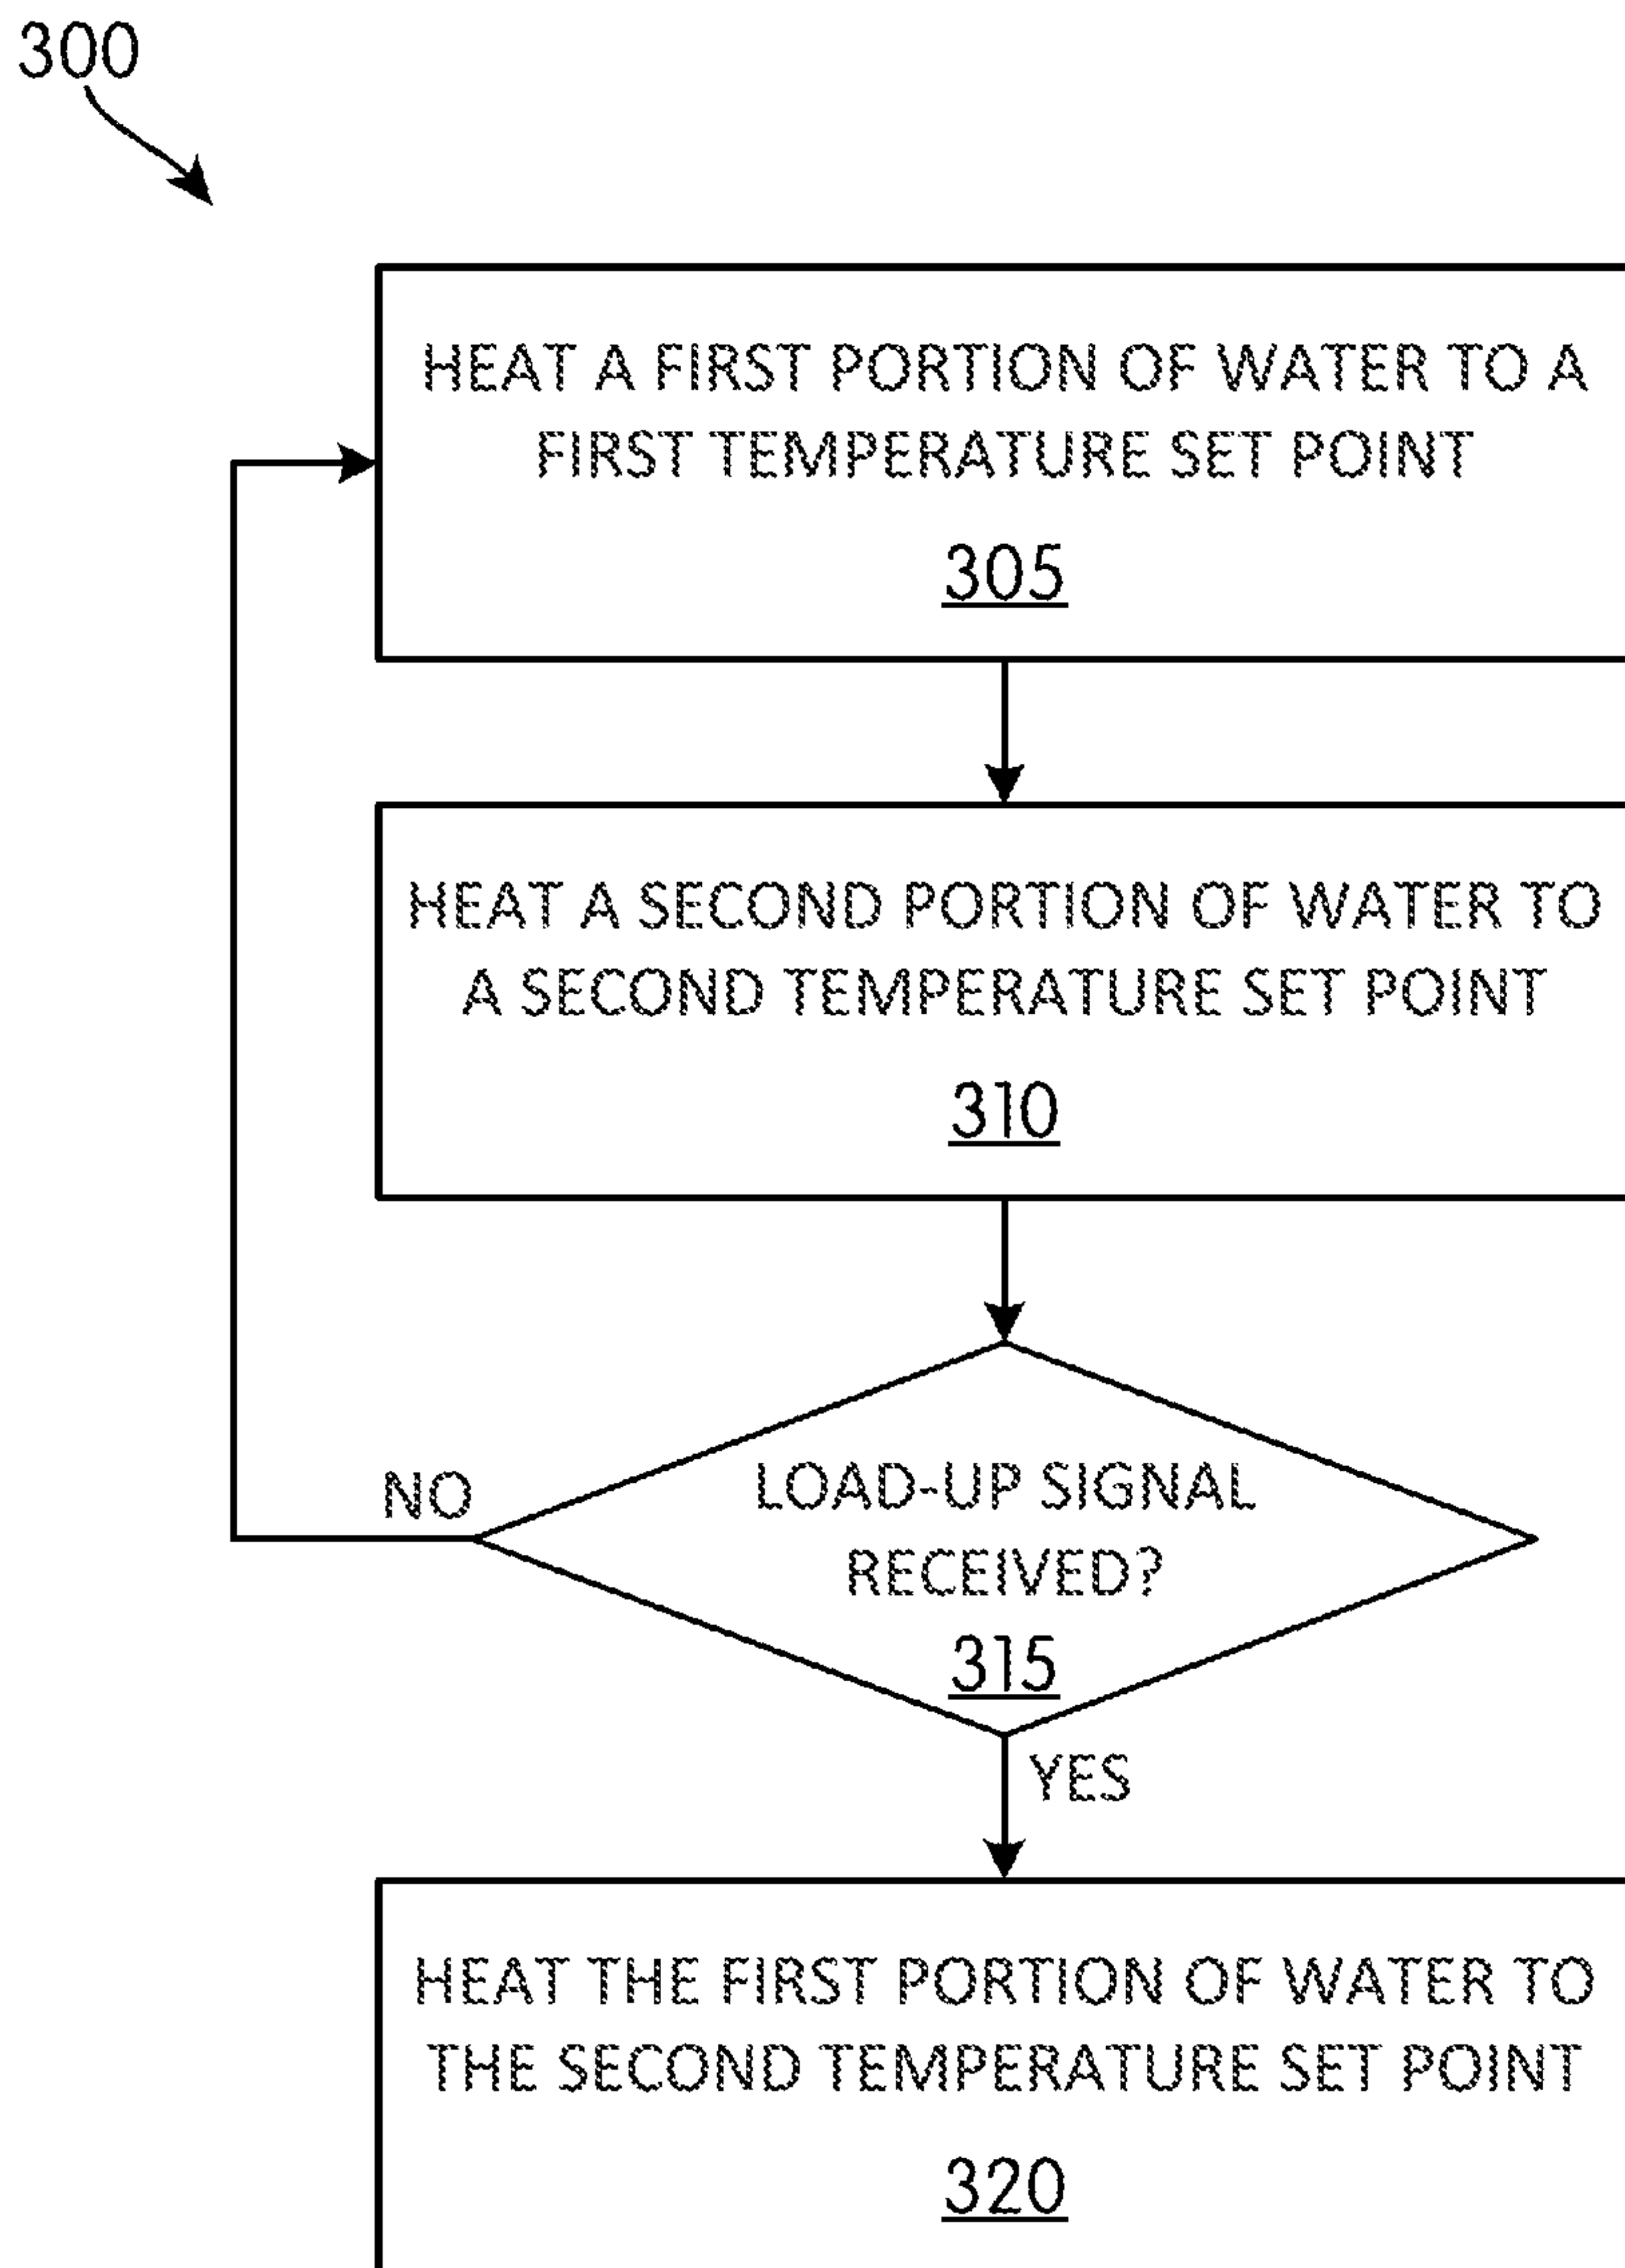 300
HEAT A FIRST PORTION OF WATER TO A
FIRST TEMPERATURE SET POINT
305
HEAT A SECOND PORTION OF WATER TO
A SECOND TEMPERATURE SET POINT
310
NO
LOAD-UP SIGNAL
RECEIVED?
315
YES
HEAT THE FIRST PORTION OF WATER TO
THE SECOND TEMPERATURE SET POINT
320